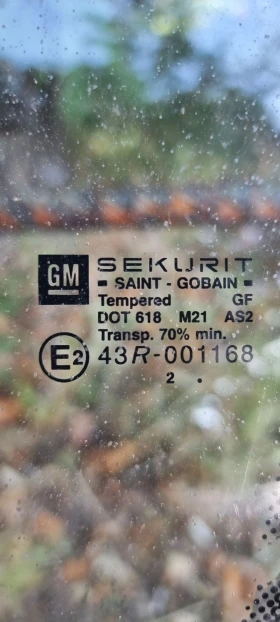 GM
SEKURIT
SAINT - GOBAIN
Tempered GF
DOT 618 M21 AS2
Transp. 70% min.
E2 43R-001168
2 .